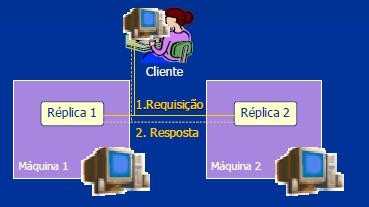 Cliente
1.Requisição
Réplica 1
Réplica 2
2. Resposta
Máquina 1
Máquina 2